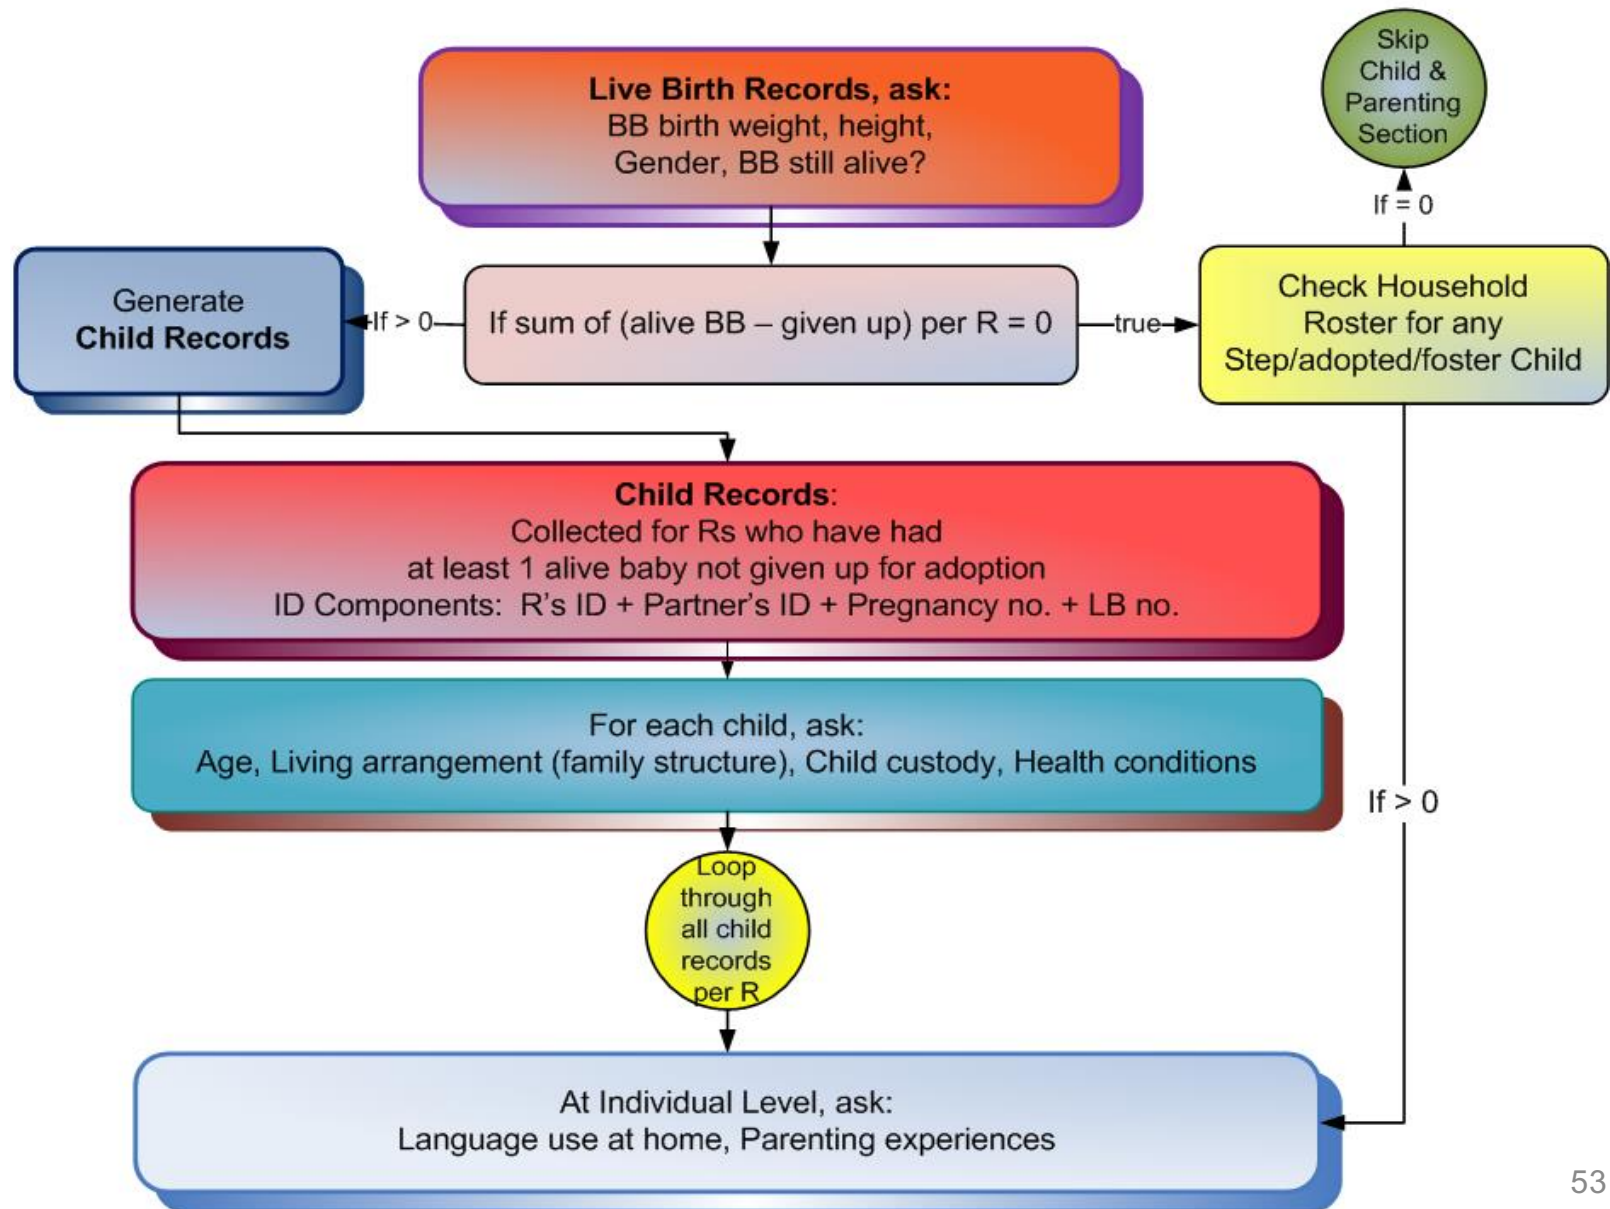 Live Birth Records, ask:
BB birth weight, height,
Gender, BB still alive?
Skip
Child &
Parenting
Section
If = 0
Generate
Child Records
If > 0
If sum of (alive BB – given up) per R = 0
true
Check Household
Roster for any
Step/adopted/foster Child
Child Records:
Collected for Rs who have had
at least 1 alive baby not given up for adoption
ID Components: R's ID + Partner's ID + Pregnancy no. + LB no.
For each child, ask:
Age, Living arrangement (family structure), Child custody, Health conditions
If > 0
Loop
through
all child
records
per R
At Individual Level, ask:
Language use at home, Parenting experiences
53